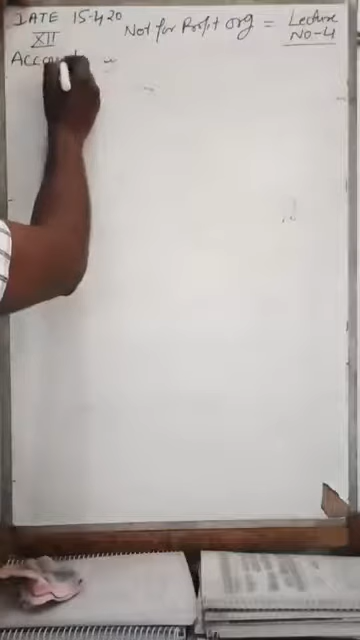 DATE 15-4-20
XII
Not for Profit org = Lecture
NO-4